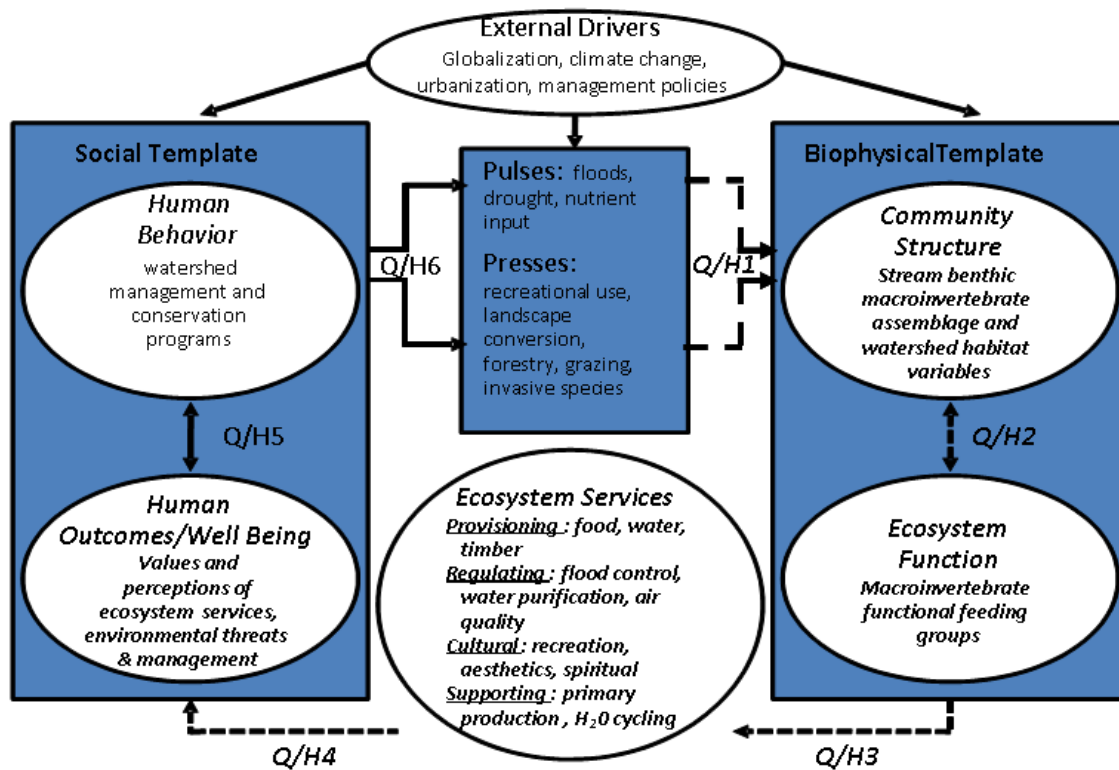 External Drivers
Globalization, climate change,
urbanization, management policies
Social Template
Human
Behavior
watershed
management and
conservation
programs
Q/H5
Human
Outcomes/Well Being
Values and
perceptions of
ecosystem services,
environmental threats
& management
Q/H6
Pulses: floods,
drought, nutrient
input
Presses:
recreational use,
landscape
conversion,
forestry, grazing,
invasive species
Q/H1
BiophysicalTemplate
Community
Structure
Stream benthic
macroinvertebrate
assemblage and
watershed habitat
variables
Q/H2
Ecosystem
Function
Macroinvertebrate
functional feeding
groups
Ecosystem Services
Provisioning : food, water,
timber
Regulating : flood control,
water purification, air
quality
Cultural : recreation,
aesthetics, spiritual
Supporting : primary
production , H₂0 cycling
Q/H4
Q/H3